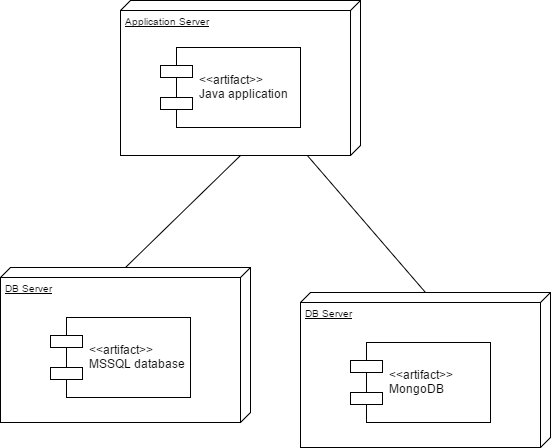 Application Server
<<artifact>>
Java application
DB Server
<<artifact>>
MSSQL database
DB Server
<<artifact>>
MongoDB